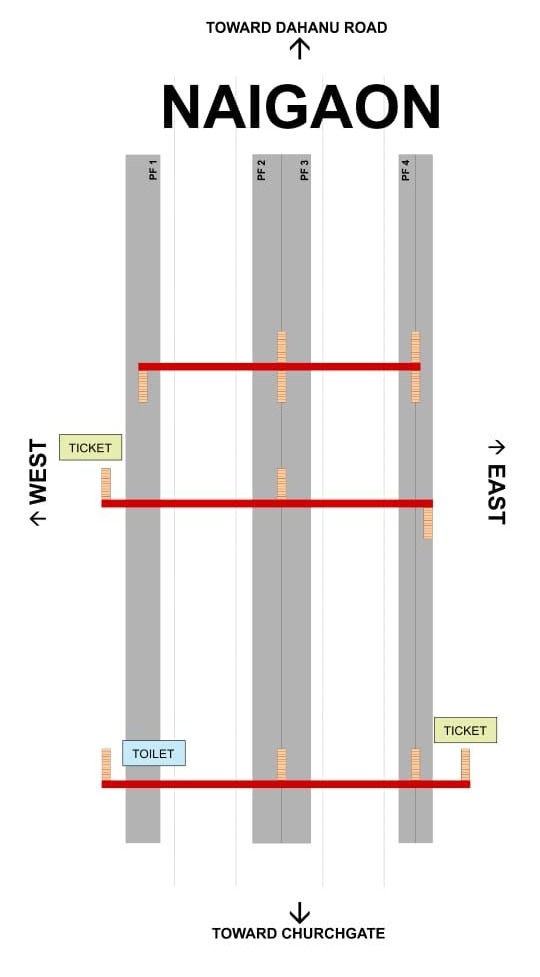 TOWARD DAHANU ROAD
↑
NAIGAON
PF 1
PF 2
PF 3
PF 4
TICKET
← WEST
← EAST
TICKET
TOILET
↓
TOWARD CHURCHGATE